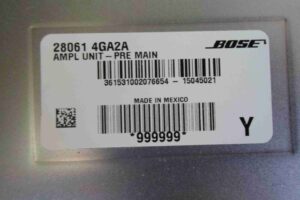 28061 4GA2A
BOSE
AMPL UNIT - PRE MAIN
361531002076654 - 15045021
MADE IN MEXICO
*999999*
Y